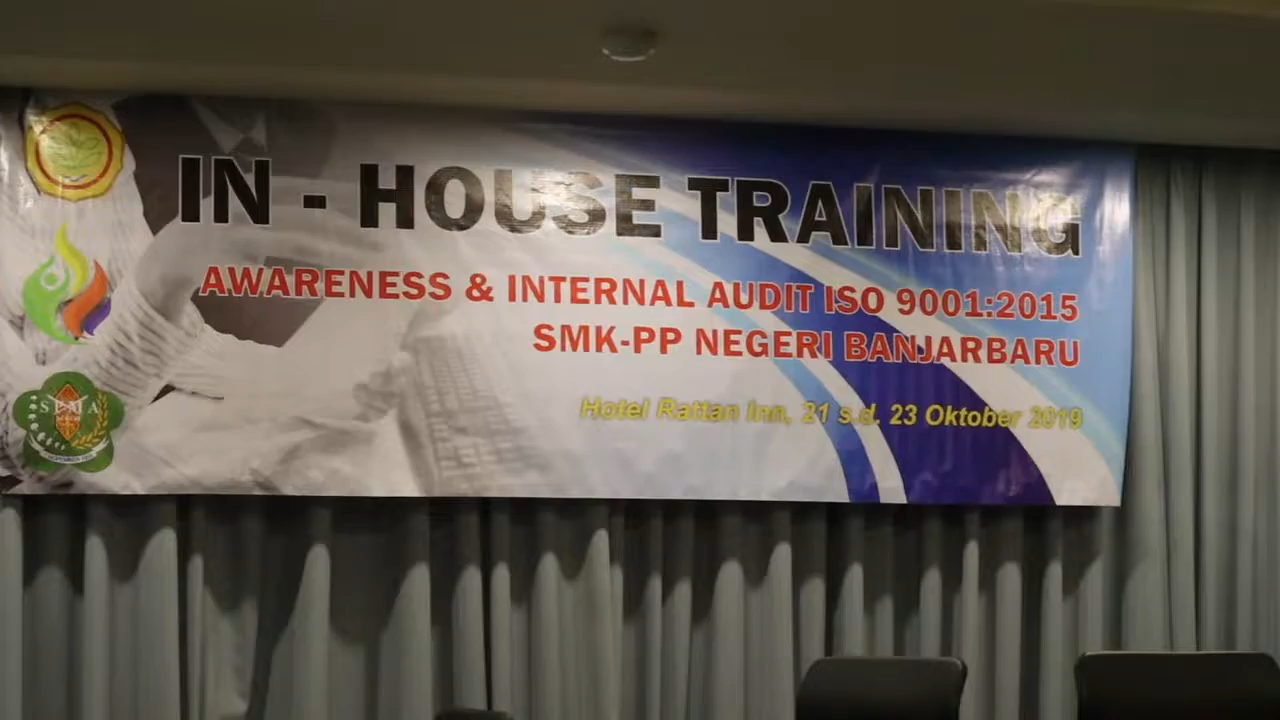 IN - HOUSE TRAINING
AWARENESS & INTERNAL AUDIT ISO 9001:2015
SMK-PP NEGERI BANJARBARU
Hotel Rattan Inn, 21 s.d. 23 Oktober 2019